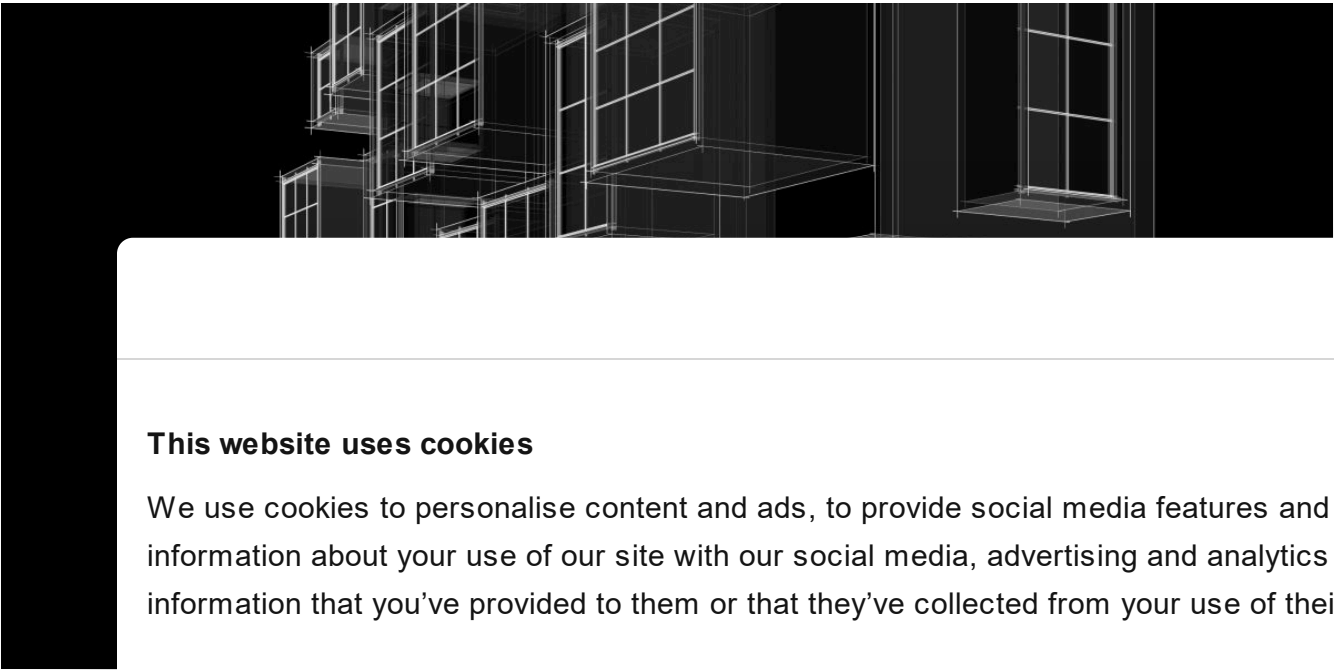 This website uses cookies
We use cookies to personalise content and ads, to provide social media features and
information about your use of our site with our social media, advertising and analytics
information that you’ve provided to them or that they’ve collected from your use of